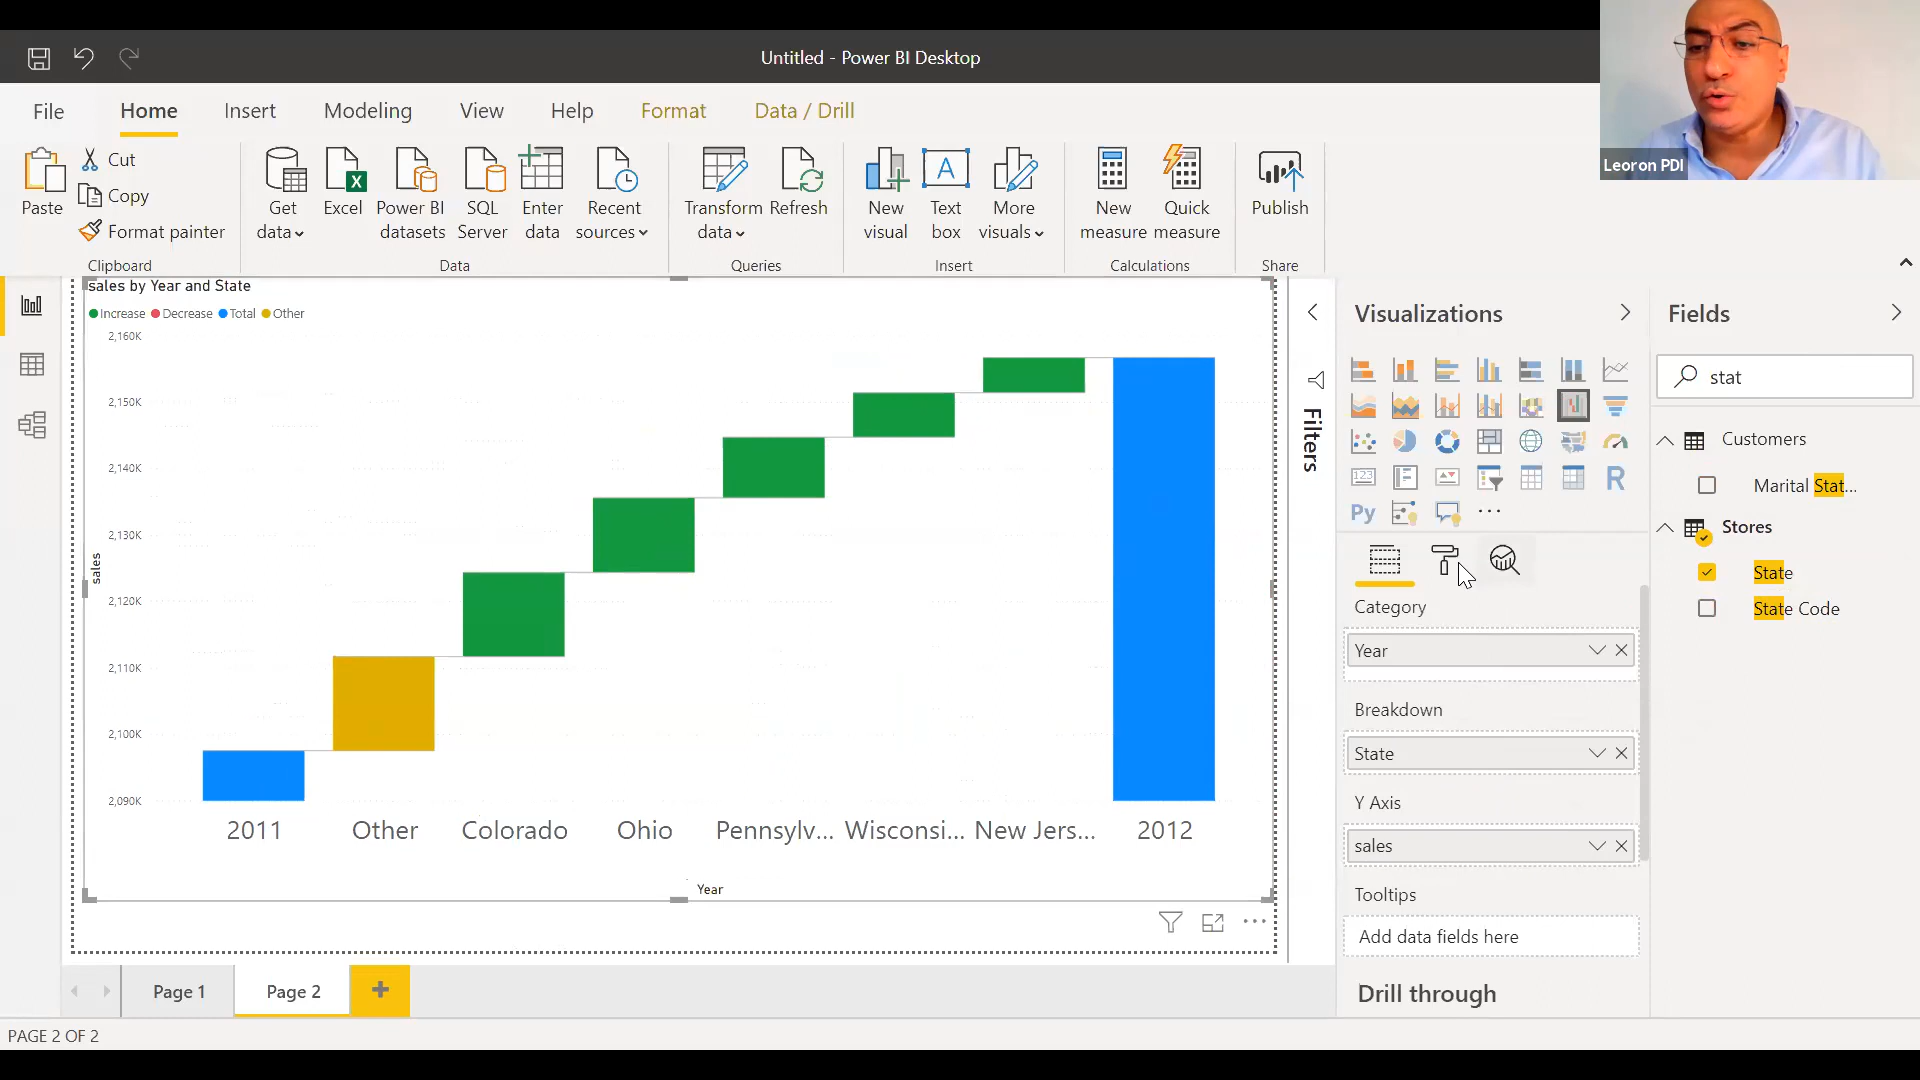 Untitled - Power BI Desktop
Leoron PDI
File Home Insert Modeling View Help Format Data / Drill
Paste
Cut
Copy
Format painter
Clipboard
Get data
Excel
Power BI datasets
SQL Server
Enter data
Recent sources
Data
Transform data
Refresh
Queries
New visual
Text box
More visuals
Insert
New measure
Quick measure
Calculations
Publish
Share
sales by Year and State
Increase Decrease Total Other
2,160K
2,150K
2,140K
2,130K
2,120K
2,110K
2,100K
2,090K
sales
2011 Other Colorado Ohio Pennsylv... Wisconsi... New Jers... 2012
Year
Filters
Visualizations
123
R
Py
Category
Year
Breakdown
State
Y Axis
sales
Tooltips
Add data fields here
Drill through
Fields
stat
Customers
Marital Stat...
Stores
State
State Code
Page 1
Page 2
PAGE 2 OF 2